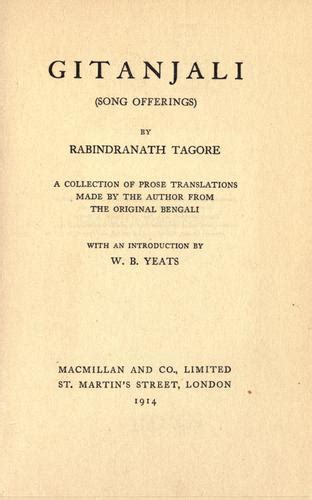 GITANJALI
(SONG OFFERINGS)
BY
RABINDRANATH TAGORE
A COLLECTION OF PROSE TRANSLATIONS
MADE BY THE AUTHOR FROM
THE ORIGINAL BENGALI
WITH AN INTRODUCTION BY
W. B. YEATS
MACMILLAN AND CO., LIMITED
ST. MARTIN'S STREET, LONDON
1914